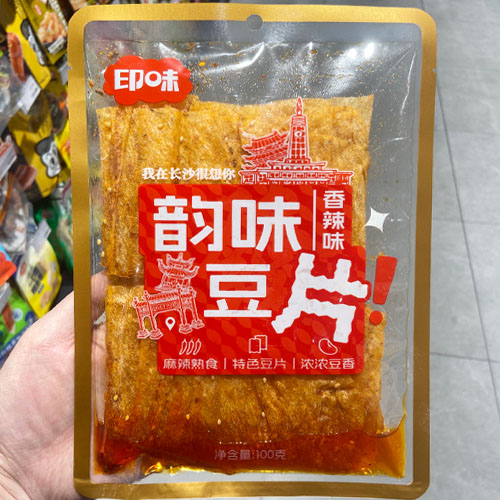 印味
我在长沙很想你
韵味
香辣味
豆片!
麻辣熟食 | 特色豆片 | 浓浓豆香
净含量:100克